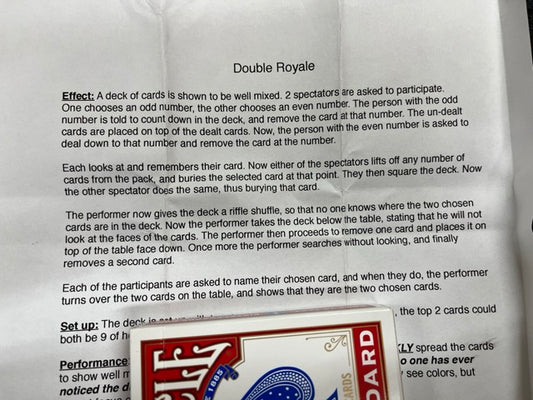 Double Royale
Effect: A deck of cards is shown to be well mixed. 2 spectators are asked to participate.
One chooses an odd number, the other chooses an even number. The person with the odd
number is told to count down in the deck, and remove the card at that number. The un-dealt
cards are placed on top of the dealt cards. Now, the person with the even number is asked to
deal down to that number and remove the card at the number.
Each looks at and remembers their card. Now either of the spectators lifts off any number of
cards from the pack, and buries the selected card at that point. They then square the deck. Now
the other spectator does the same, thus burying that card.
The performer now gives the deck a riffle shuffle, so that no one knows where the two chosen
cards are in the deck. Now the performer takes the deck below the table, stating that he will not
look at the faces of the cards. The performer then proceeds to remove one card and places it on
top of the table face down. Once more the performer searches without looking, and finally
removes a second card.
Each of the participants are asked to name their chosen card, and when they do, the performer
turns over the two cards on the table, and shows that they are the two chosen cards.
Set up: The deck is , the top 2 cards could
both be 9 of
Performance spread the cards
to show well o one has ever
noticed the d see colors, but
1885
CARDS